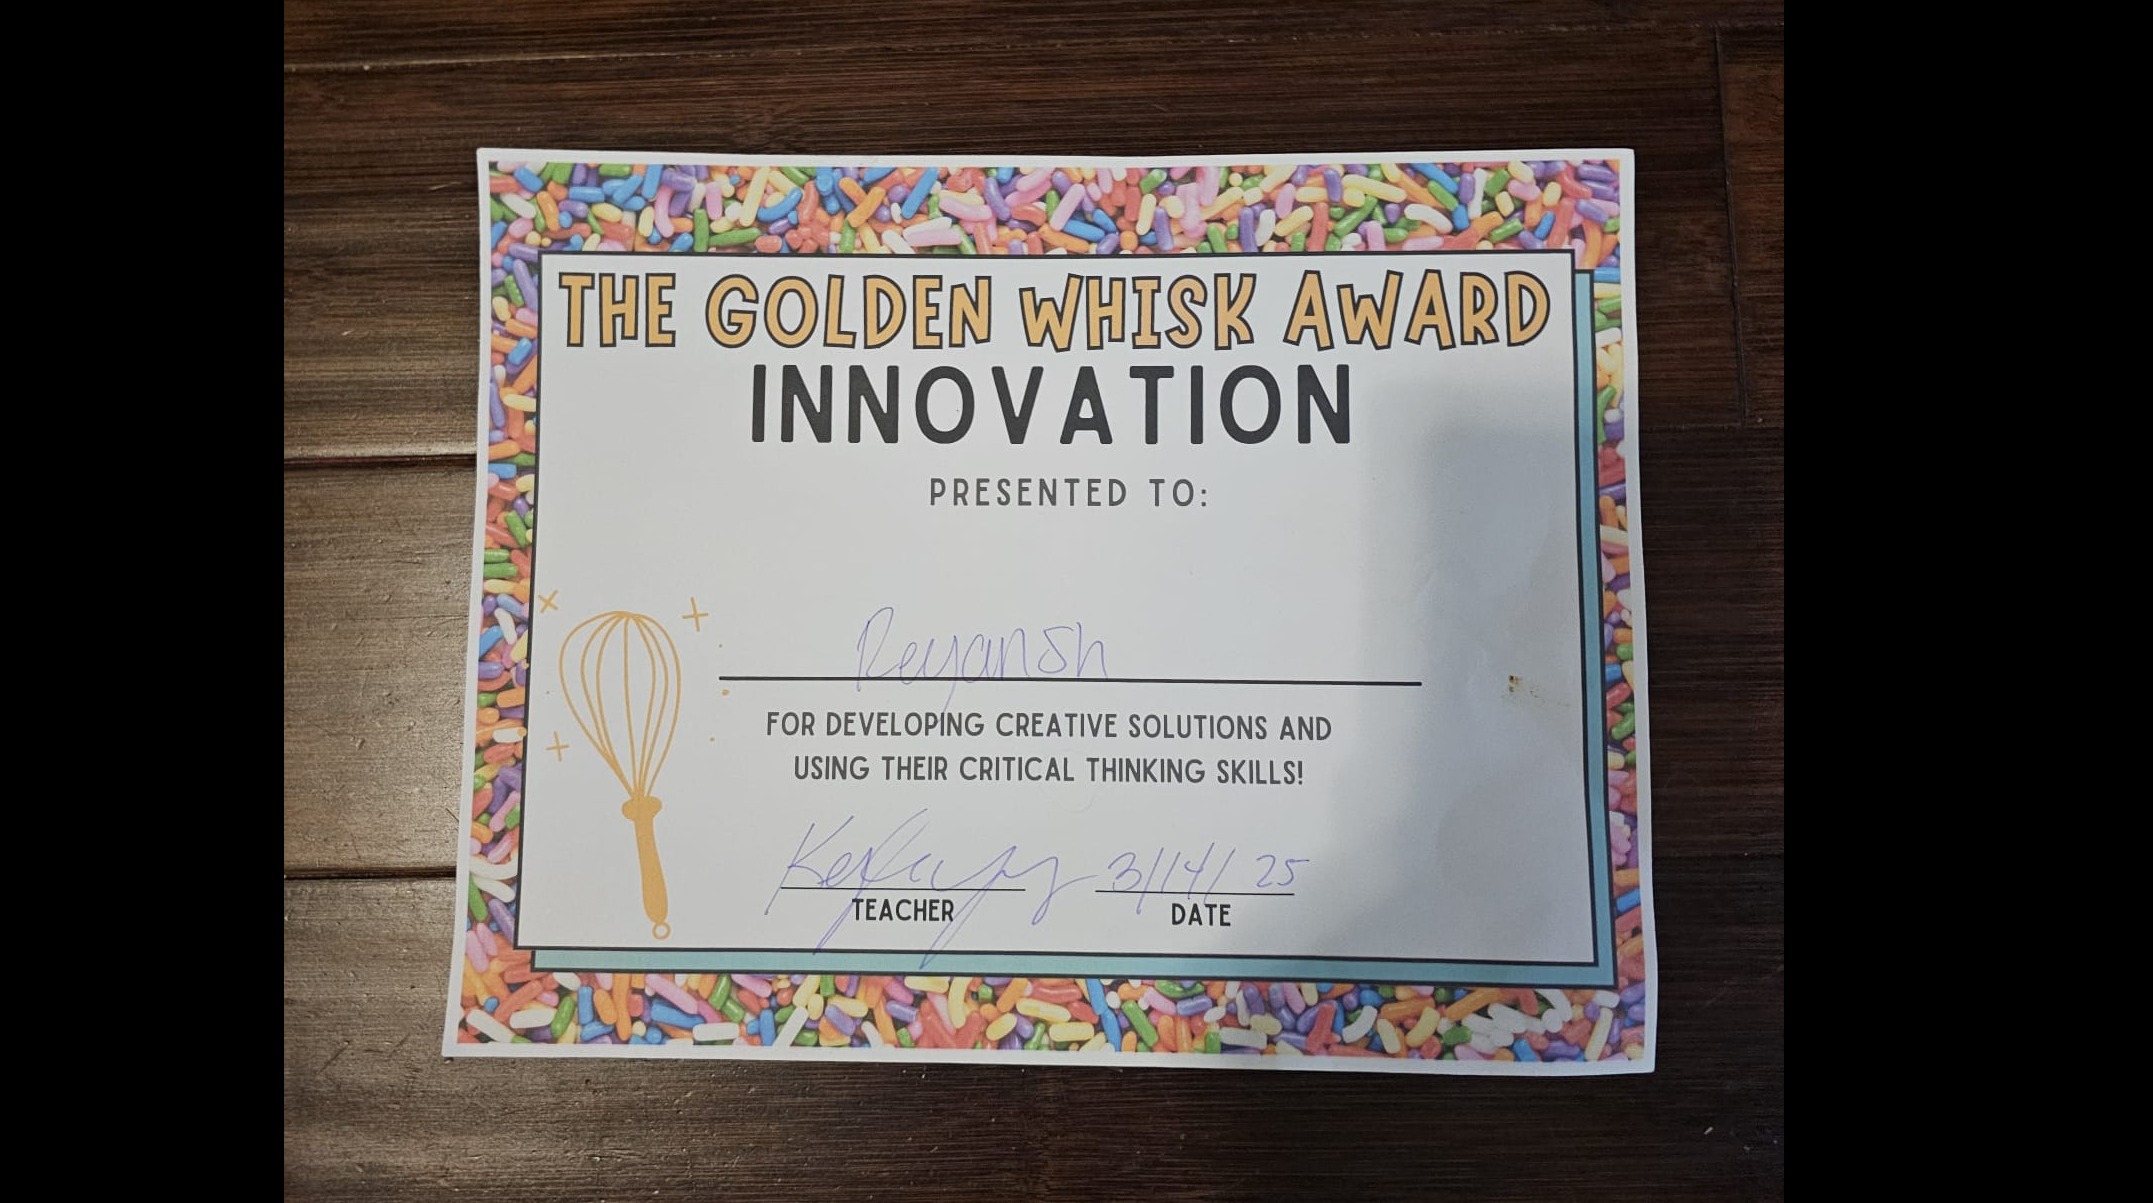 THE GOLDEN WHISK AWARD
INNOVATION
PRESENTED TO:
Reyansh
FOR DEVELOPING CREATIVE SOLUTIONS AND
USING THEIR CRITICAL THINKING SKILLS!
3/14/25
TEACHER DATE